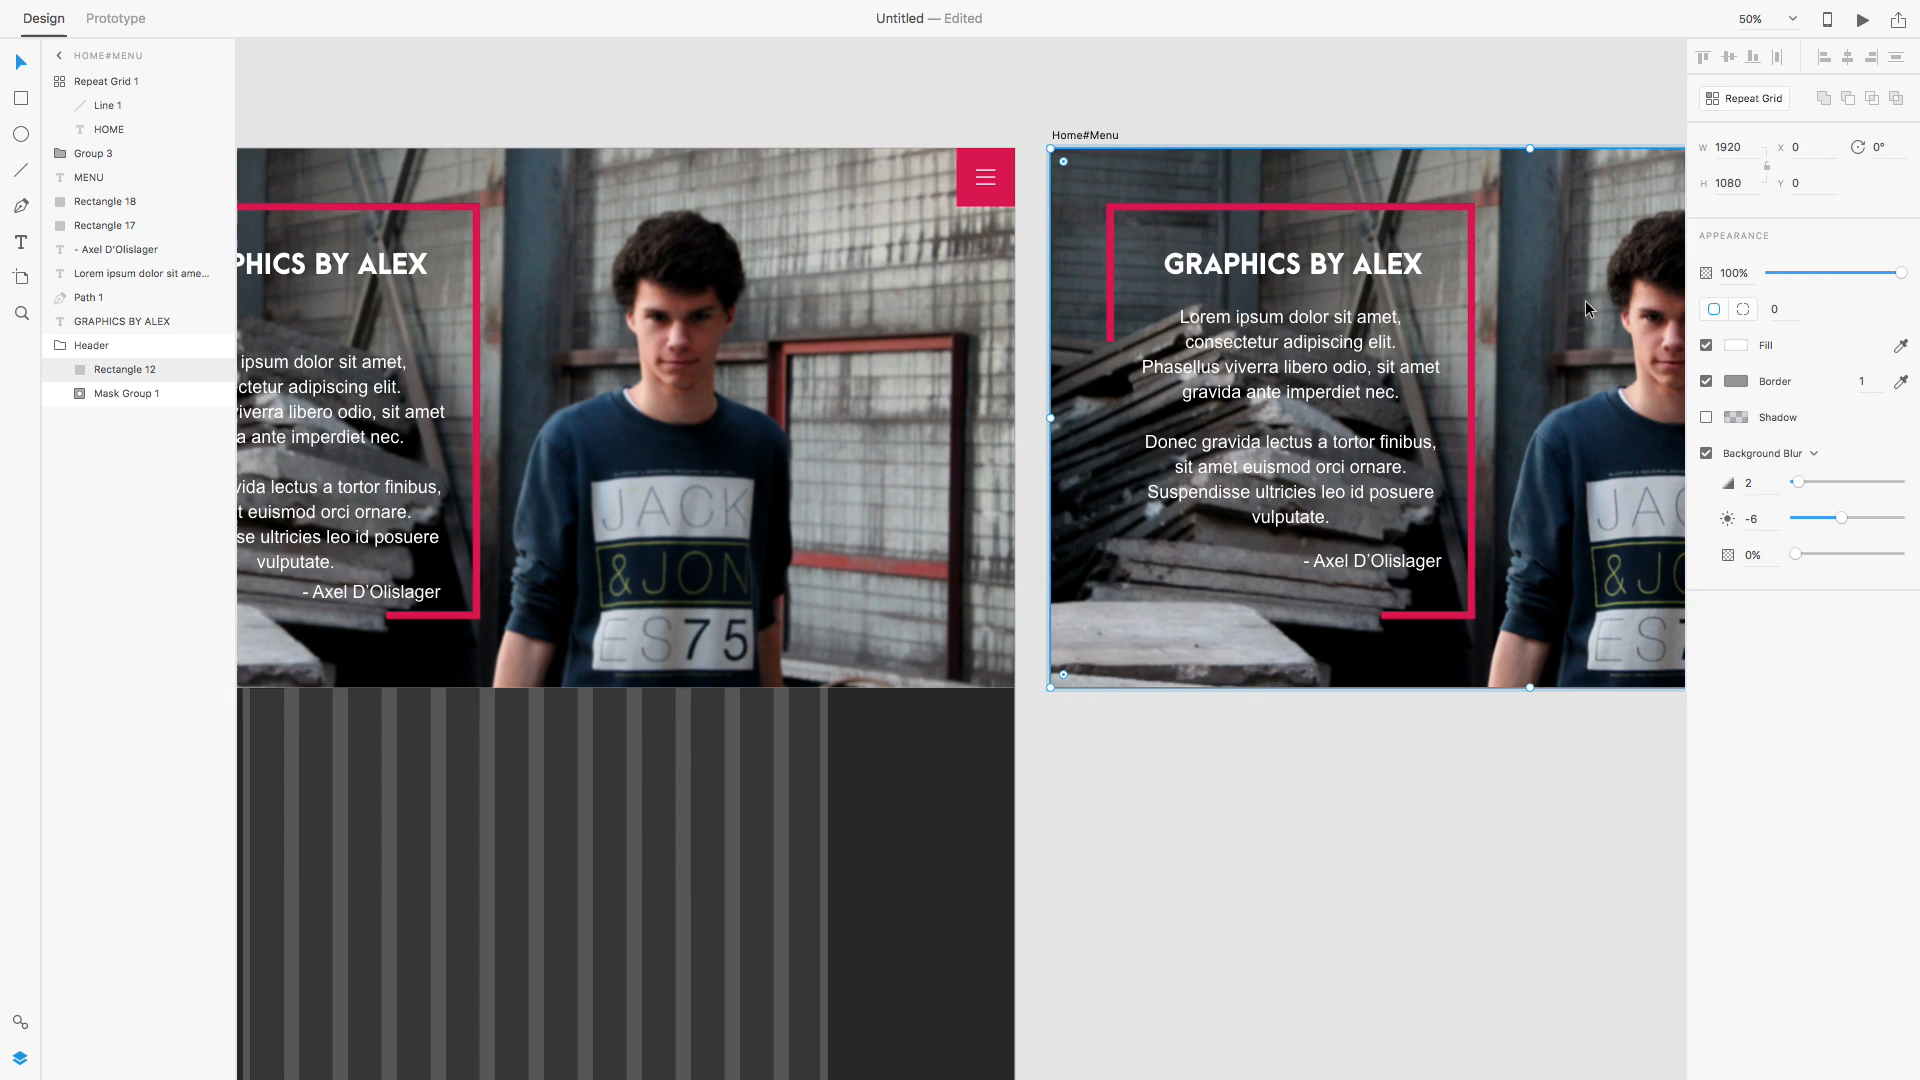 Design
Prototype
Untitled — Edited
50%
HOME#MENU
Repeat Grid 1
Line 1
HOME
Group 3
MENU
Rectangle 18
Rectangle 17
- Axel D'Olislager
Lorem ipsum dolor sit ame...
Path 1
GRAPHICS BY ALEX
Header
Rectangle 12
Mask Group 1
PHICS BY ALEX
ipsum dolor sit amet,
ctetur adipiscing elit.
viverra libero odio, sit amet
a ante imperdiet nec.
vida lectus a tortor finibus,
t euismod orci ornare.
se ultricies leo id posuere
vulputate.
- Axel D'Olislager
JACK
&JON
ES75
Home#Menu
GRAPHICS BY ALEX
Lorem ipsum dolor sit amet,
consectetur adipiscing elit.
Phasellus viverra libero odio, sit amet
gravida ante imperdiet nec.
Donec gravida lectus a tortor finibus,
sit amet euismod orci ornare.
Suspendisse ultricies leo id posuere
vulputate.
- Axel D'Olislager
JAC
&JO
ES7
Repeat Grid
W 1920 X 0 0°
H 1080 Y 0
APPEARANCE
100%
0
Fill
Border 1
Shadow
Background Blur
2
-6
0%